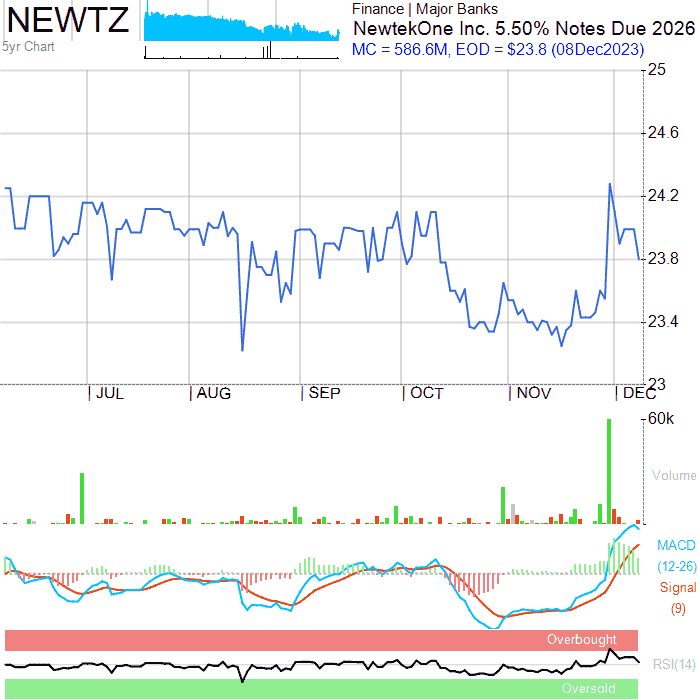 NEWTZ
5yr Chart
Finance | Major Banks
NewtekOne Inc. 5.50% Notes Due 2026
MC = 586.6M, EOD = $23.8 (08Dec2023)
25
24.6
24.2
23.8
23.4
23
JUL AUG SEP OCT NOV DEC
60k
Volume
MACD
(12-26)
Signal
(9)
Overbought
RSI(14)
Oversold